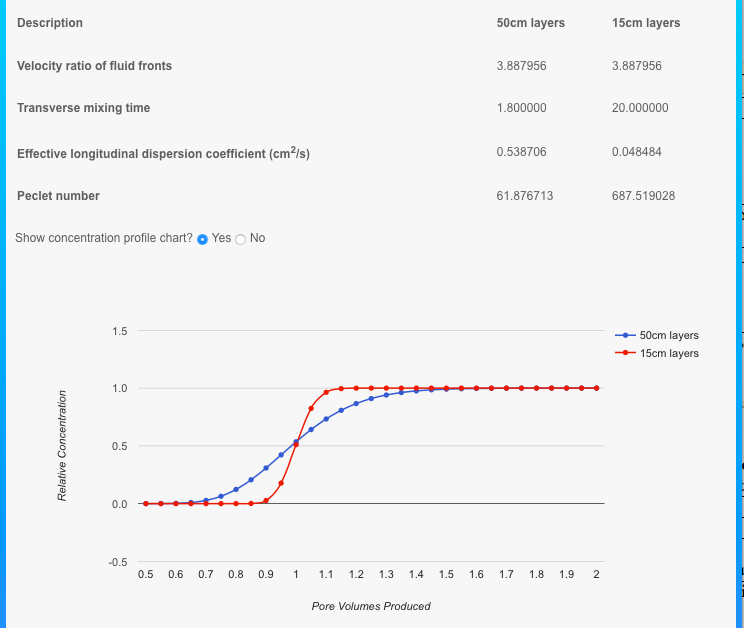 Description 50cm layers 15cm layers
Velocity ratio of fluid fronts 3.887956 3.887956
Transverse mixing time 1.800000 20.000000
Effective longitudinal dispersion coefficient (cm²/s) 0.538706 0.048484
Peclet number 61.876713 687.519028
Show concentration profile chart? Yes No
1.5
50cm layers
15cm layers
1.0
0.5
0.0
-0.5
Relative Concentration
0.5 0.6 0.7 0.8 0.9 1 1.1 1.2 1.3 1.4 1.5 1.6 1.7 1.8 1.9 2
Pore Volumes Produced